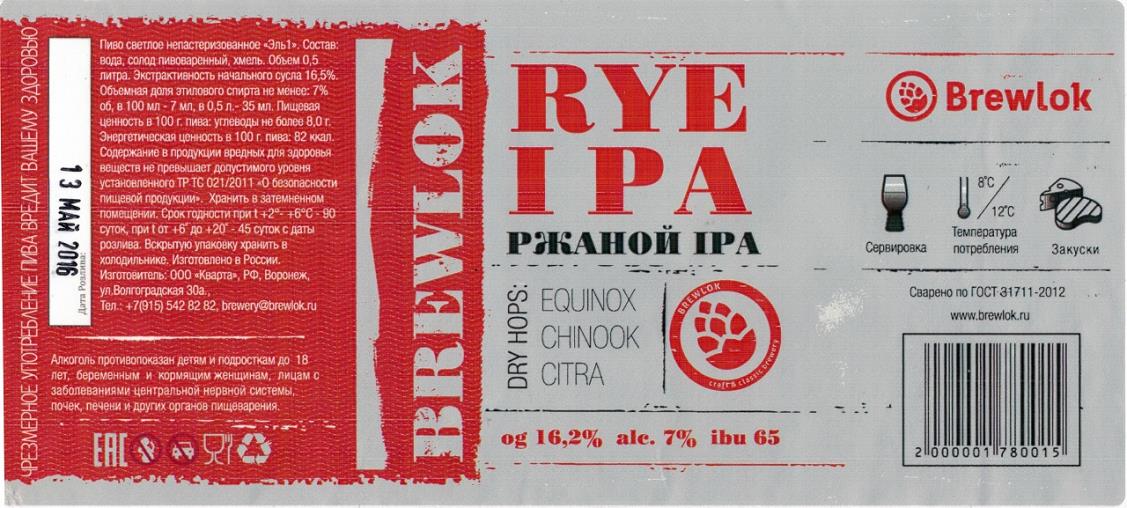 ЧРЕЗМЕРНОЕ УПОТРЕБЛЕНИЕ ПИВА ВРЕДИТ ВАШЕМУ ЗДОРОВЬЮ
13 МАЙ 2016
Дата Розлива:
Пиво светлое непастеризованное «Эль1». Состав:
вода, солод пивоваренный, хмель. Объем 0,5
литра. Экстрактивность начального сусла 16,5%.
Объемная доля этилового спирта не менее: 7%
об, в 100 мл - 7 мл, в 0,5 л.- 35 мл. Пищевая
ценность в 100 г. пива: углеводы не более 8,0 г.
Энергетическая ценность в 100 г. пива: 82 ккал.
Содержание в продукции вредных для здоровья
веществ не превышает допустимого уровня
установленного ТР ТС 021/2011 «О безопасности
пищевой продукции». Хранить в затемненном
помещении. Срок годности при t +2°- +6°С - 90
суток, при t от +6° до +20° - 45 суток с даты
розлива. Вскрытую упаковку хранить в
холодильнике. Изготовлено в России.
Изготовитель: ООО «Кварта», РФ, Воронеж,
ул.Волгоградская 30а.,
Тел.: +7(915) 542 82 82, brewery@brewlok.ru
Алкоголь противопоказан детям и подросткам до 18
лет, беременным и кормящим женщинам, лицам с
заболеваниями центральной нервной системы,
почек, печени и других органов пищеварения.
EAC
BREWLOK
RYE
IPA
РЖАНОЙ IPA
DRY HOPS:
EQUINOX
CHINOOK
CITRA
BREWLOK
craft & classic brewery
og 16,2% alc. 7% ibu 65
Brewlok
8°C
12°C
Сервировка
Температура
потребления
Закуски
Сварено по ГОСТ 31711-2012
www.brewlok.ru
2 000001 780015